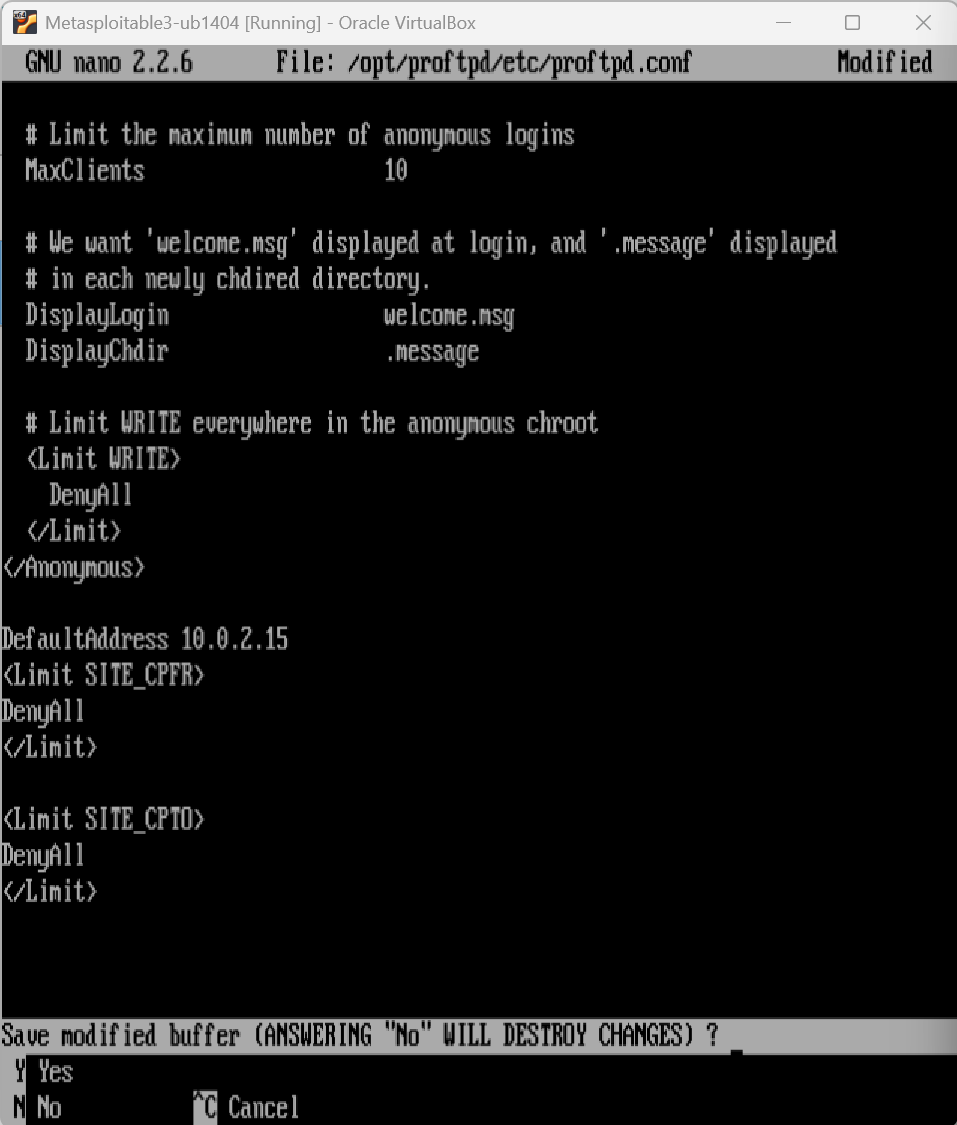 Metasploitable3-ub1404 [Running] - Oracle VirtualBox
GNU nano 2.2.6 File: /opt/proftpd/etc/proftpd.conf Modified
# Limit the maximum number of anonymous logins
MaxClients 10
# We want 'welcome.msg' displayed at login, and '.message' displayed
# in each newly chdired directory.
DisplayLogin welcome.msg
DisplayChdir .message
# Limit WRITE everywhere in the anonymous chroot
<Limit WRITE>
DenyAll
</Limit>
</Anonymous>
DefaultAddress 10.0.2.15
<Limit SITE_CPFR>
DenyAll
</Limit>
<Limit SITE_CPTO>
DenyAll
</Limit>
Save modified buffer (ANSWERING "No" WILL DESTROY CHANGES) ?
Y Yes
N No ^C Cancel